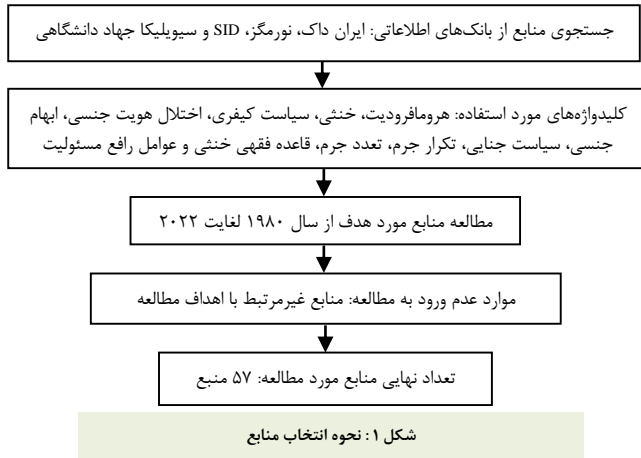 جستجوی منابع از بانک‌های اطلاعاتی: ایران داک، نورمگز، SID و سیویلیکا جهاد دانشگاهی
کلیدواژه‌های مورد استفاده: هرومافرودیت، خنثی، سیاست کیفری، اختلال هویت جنسی، ابهام
جنسی، سیاست جنایی، تکرار جرم، تعدد جرم، قاعده فقهی خنثی و عوامل رافع مسئولیت
مطالعه منابع مورد هدف از سال ۱۹۸۰ لغایت ۲۰۲۲
موارد عدم ورود به مطالعه: منابع غیرمرتبط با اهداف مطالعه
تعداد نهایی منابع مورد مطالعه: ۵۷ منبع
شکل ۱: نحوه انتخاب منابع